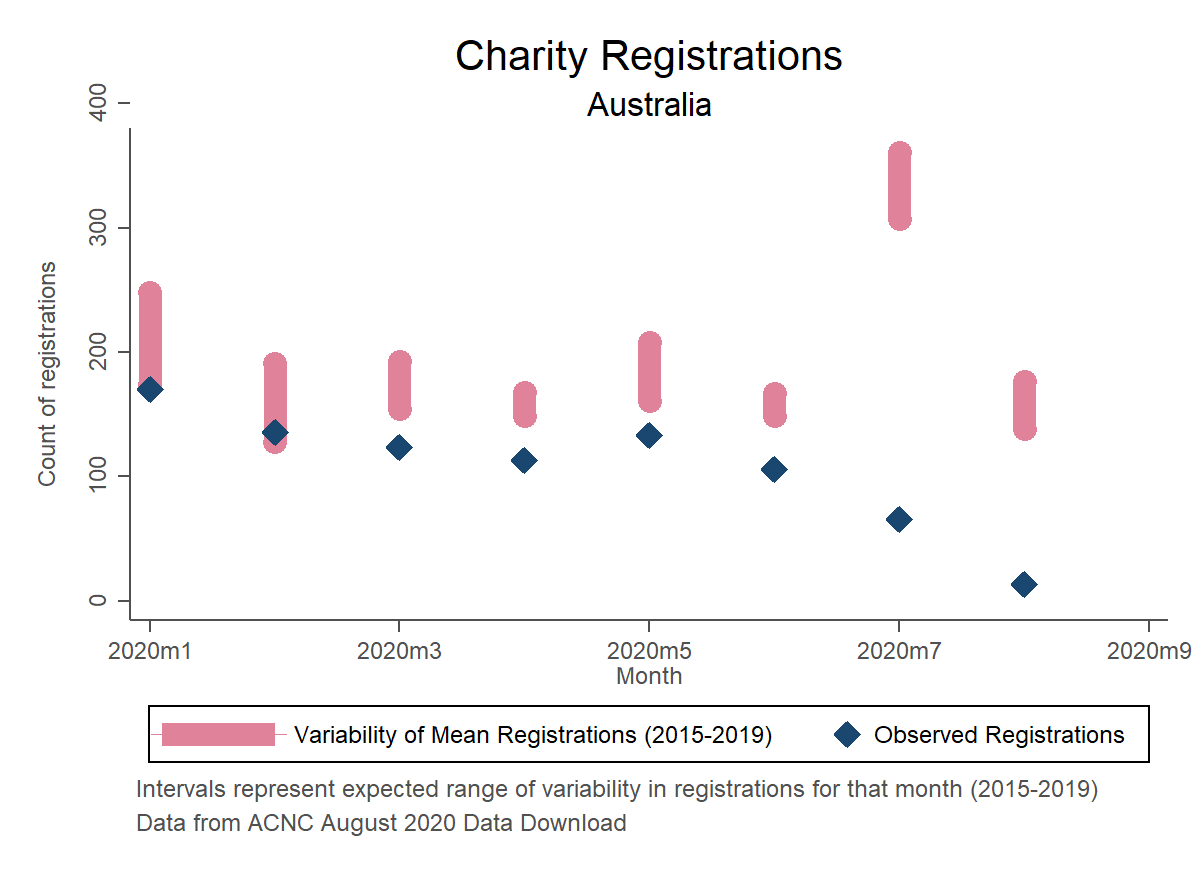 Charity Registrations
Australia
400
300
200
100
0
Count of registrations
2020m1 2020m3 2020m5 2020m7 2020m9
Month
Variability of Mean Registrations (2015-2019) Observed Registrations
Intervals represent expected range of variability in registrations for that month (2015-2019)
Data from ACNC August 2020 Data Download